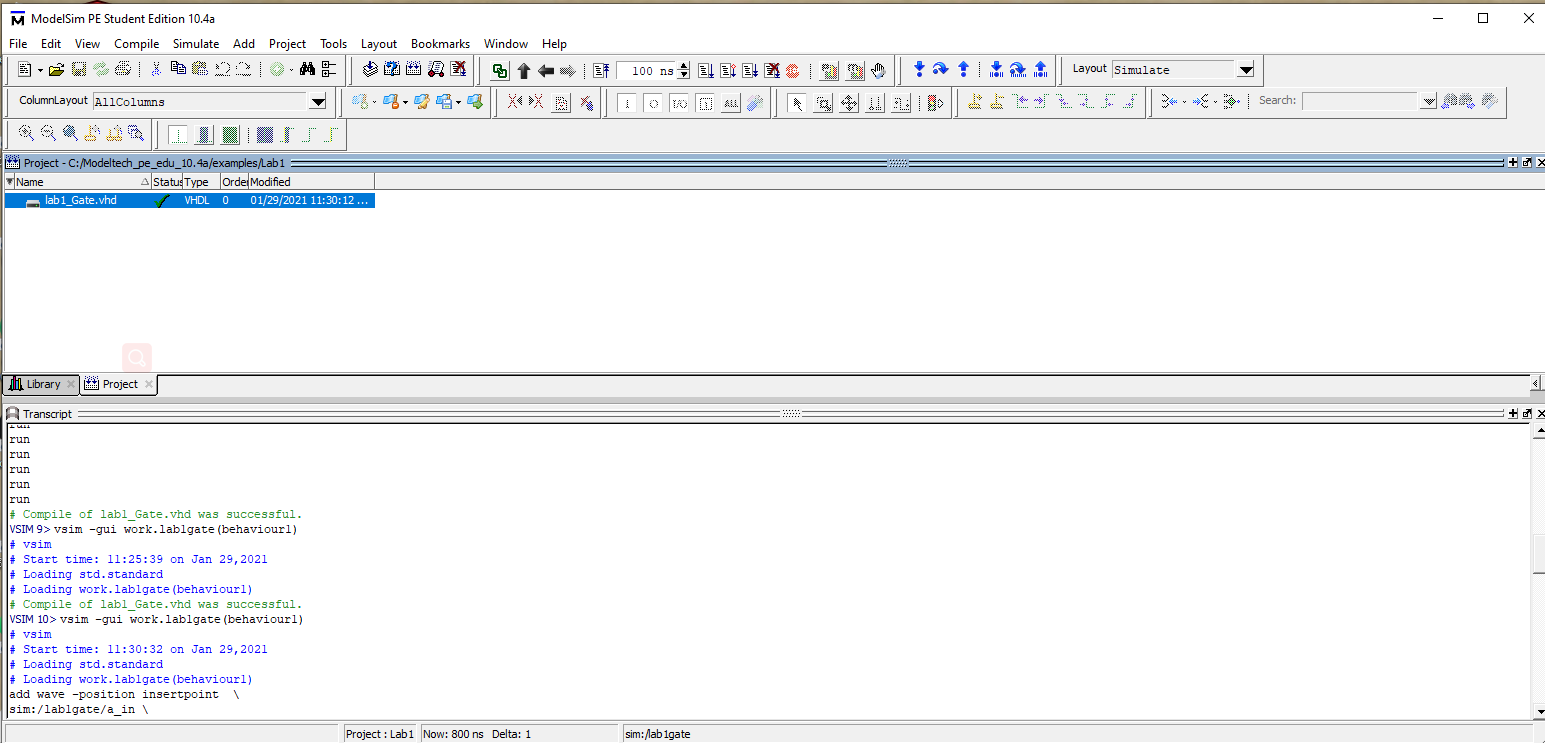 ModelSim PE Student Edition 10.4a
File Edit View Compile Simulate Add Project Tools Layout Bookmarks Window Help
100 ns
Layout Simulate
ColumnLayout AllColumns
ALL
Search:
Project - C:/Modeltech_pe_edu_10.4a/examples/Lab1
Name Status Type Order Modified
lab1_Gate.vhd VHDL 0 01/29/2021 11:30:12 ...
Library Project
Transcript
run
run
run
run
run
run
# Compile of lab1_Gate.vhd was successful.
VSIM 9> vsim -gui work.lab1gate(behaviour1)
# vsim
# Start time: 11:25:39 on Jan 29,2021
# Loading std.standard
# Loading work.lab1gate(behaviour1)
# Compile of lab1_Gate.vhd was successful.
VSIM 10> vsim -gui work.lab1gate(behaviour1)
# vsim
# Start time: 11:30:32 on Jan 29,2021
# Loading std.standard
# Loading work.lab1gate(behaviour1)
add wave -position insertpoint \
sim:/lab1gate/a_in \
Project : Lab1 Now: 800 ns Delta: 1 sim:/lab1gate